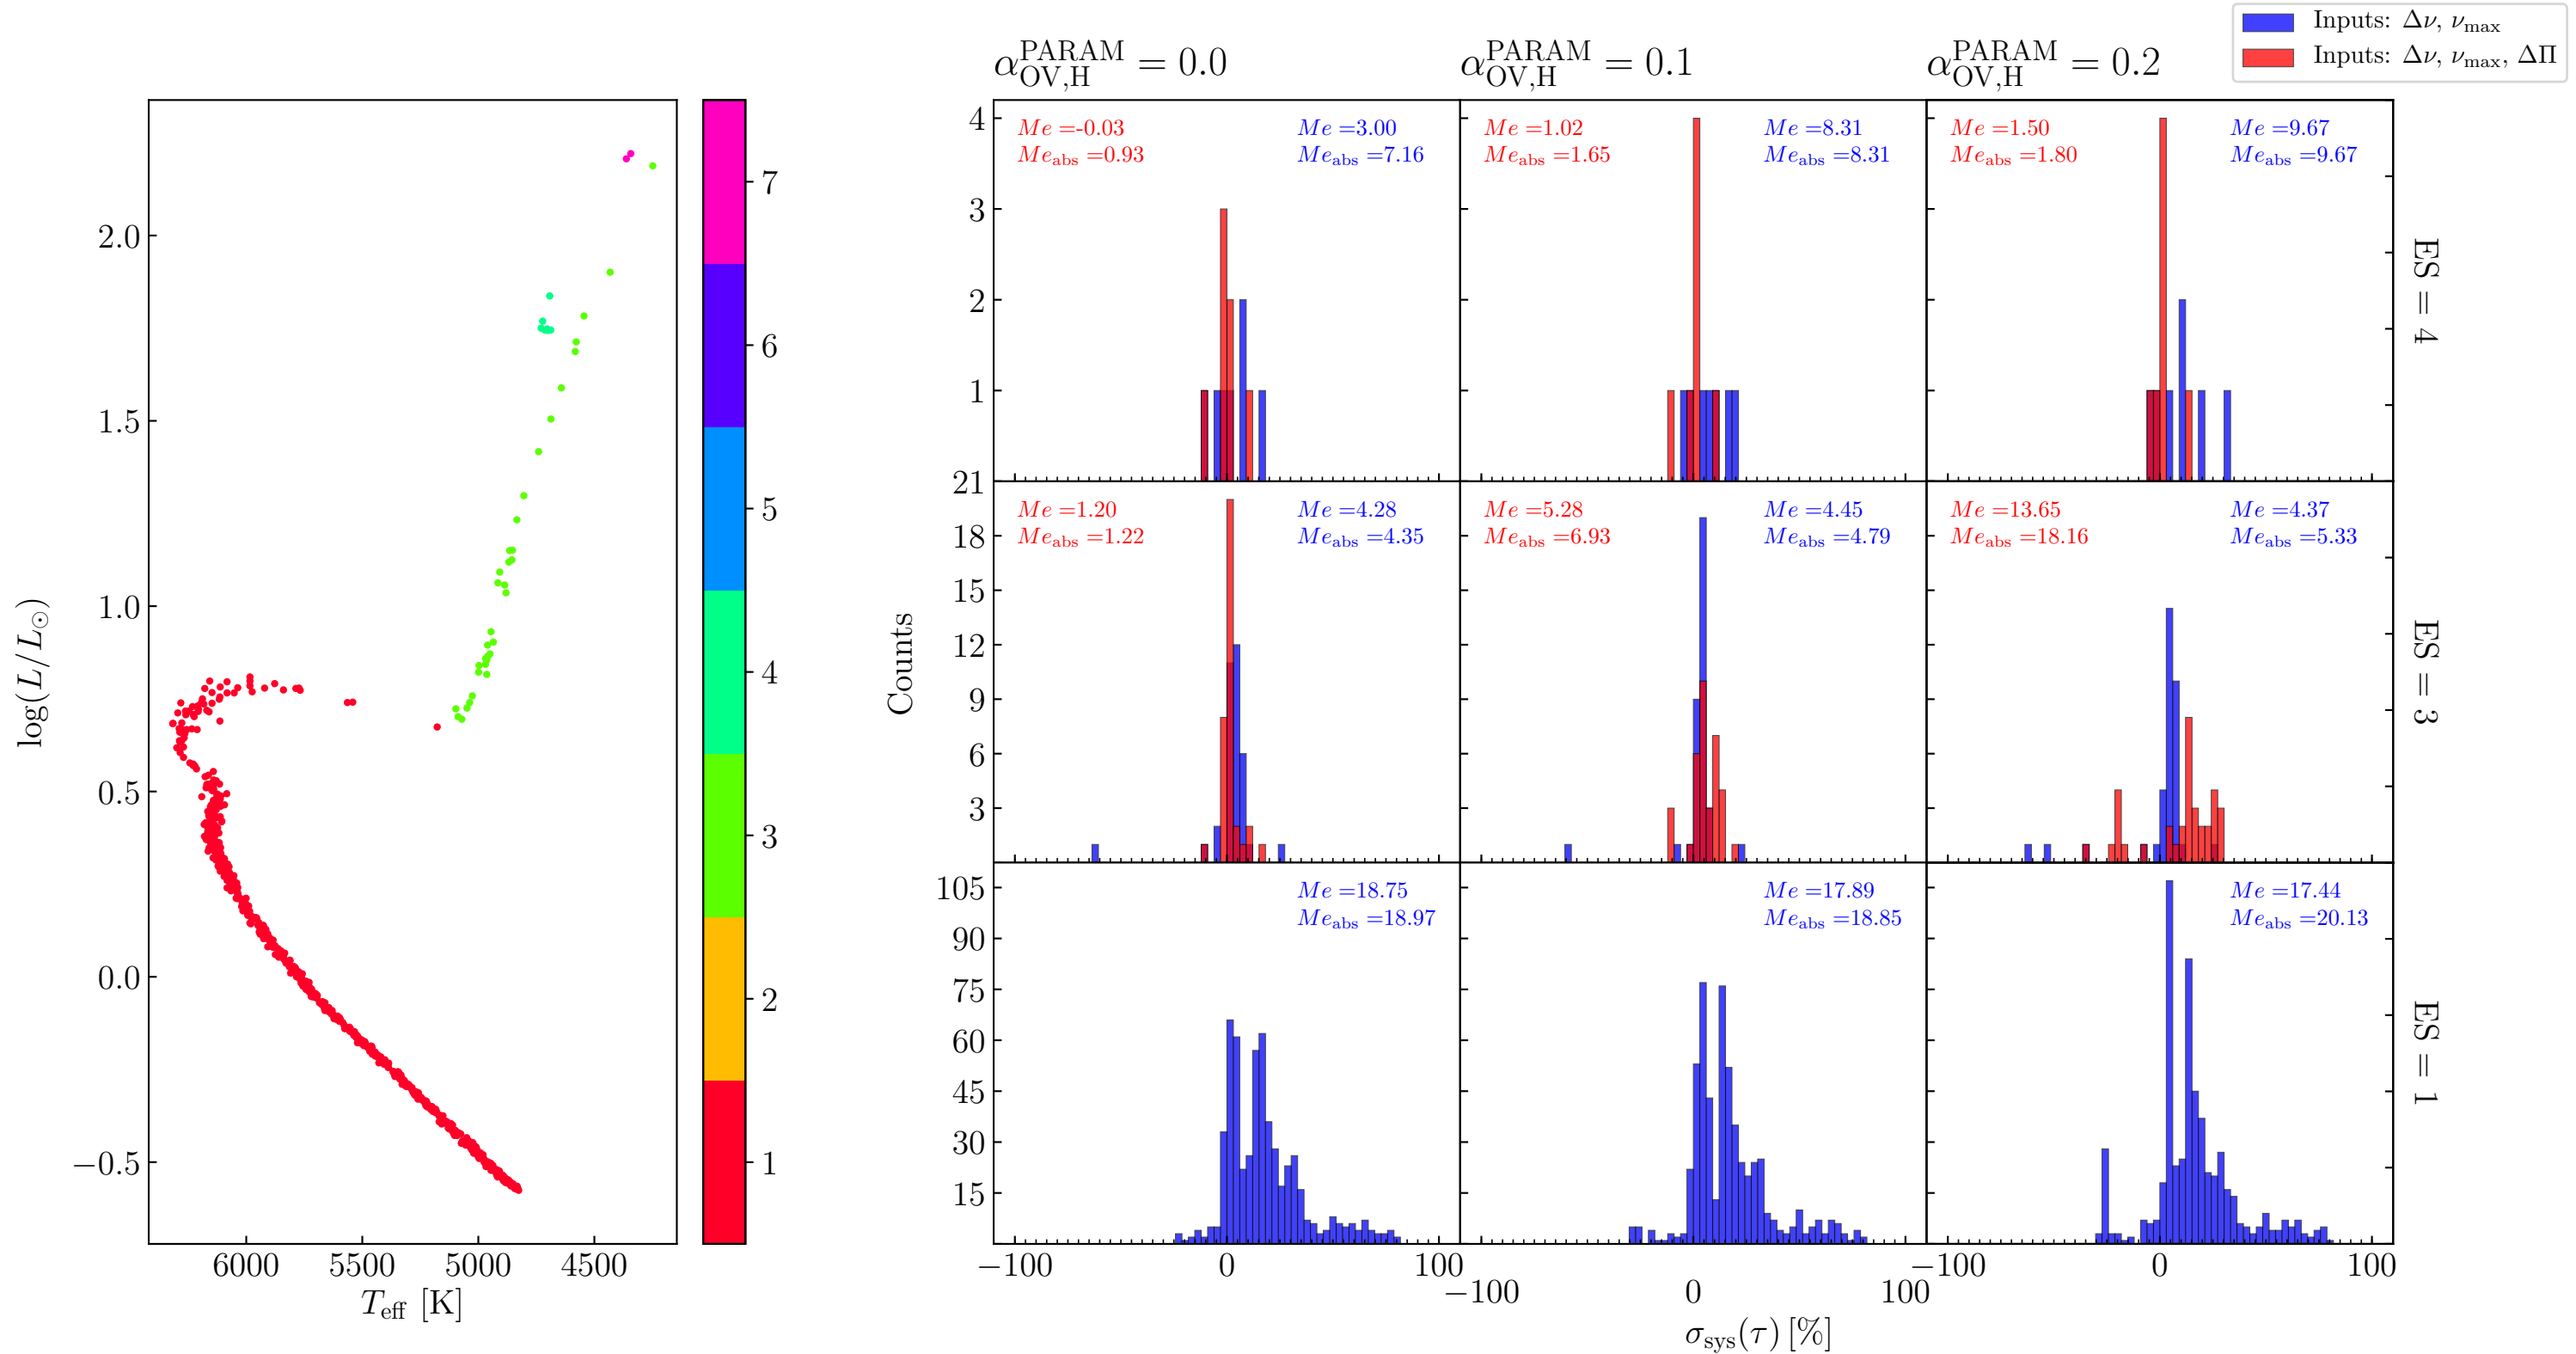 Inputs: Δν, ν_max
Inputs: Δν, ν_max, ΔΠ
α_OV,H^PARAM = 0.0
α_OV,H^PARAM = 0.1
α_OV,H^PARAM = 0.2
log(L/L_⊙)
2.0
1.5
1.0
0.5
0.0
−0.5
6000 5500 5000 4500
T_eff [K]
7
6
5
4
3
2
1
Counts
4
3
2
1
Me =-0.03
Me_abs =0.93
Me =3.00
Me_abs =7.16
Me =1.02
Me_abs =1.65
Me =8.31
Me_abs =8.31
Me =1.50
Me_abs =1.80
Me =9.67
Me_abs =9.67
ES = 4
21
18
15
12
9
6
3
Me =1.20
Me_abs =1.22
Me =4.28
Me_abs =4.35
Me =5.28
Me_abs =6.93
Me =4.45
Me_abs =4.79
Me =13.65
Me_abs =18.16
Me =4.37
Me_abs =5.33
ES = 3
105
90
75
60
45
30
15
Me =18.75
Me_abs =18.97
Me =17.89
Me_abs =18.85
Me =17.44
Me_abs =20.13
ES = 1
−100 0 100
−100 0 100
−100 0 100
σ_sys(τ) [%]